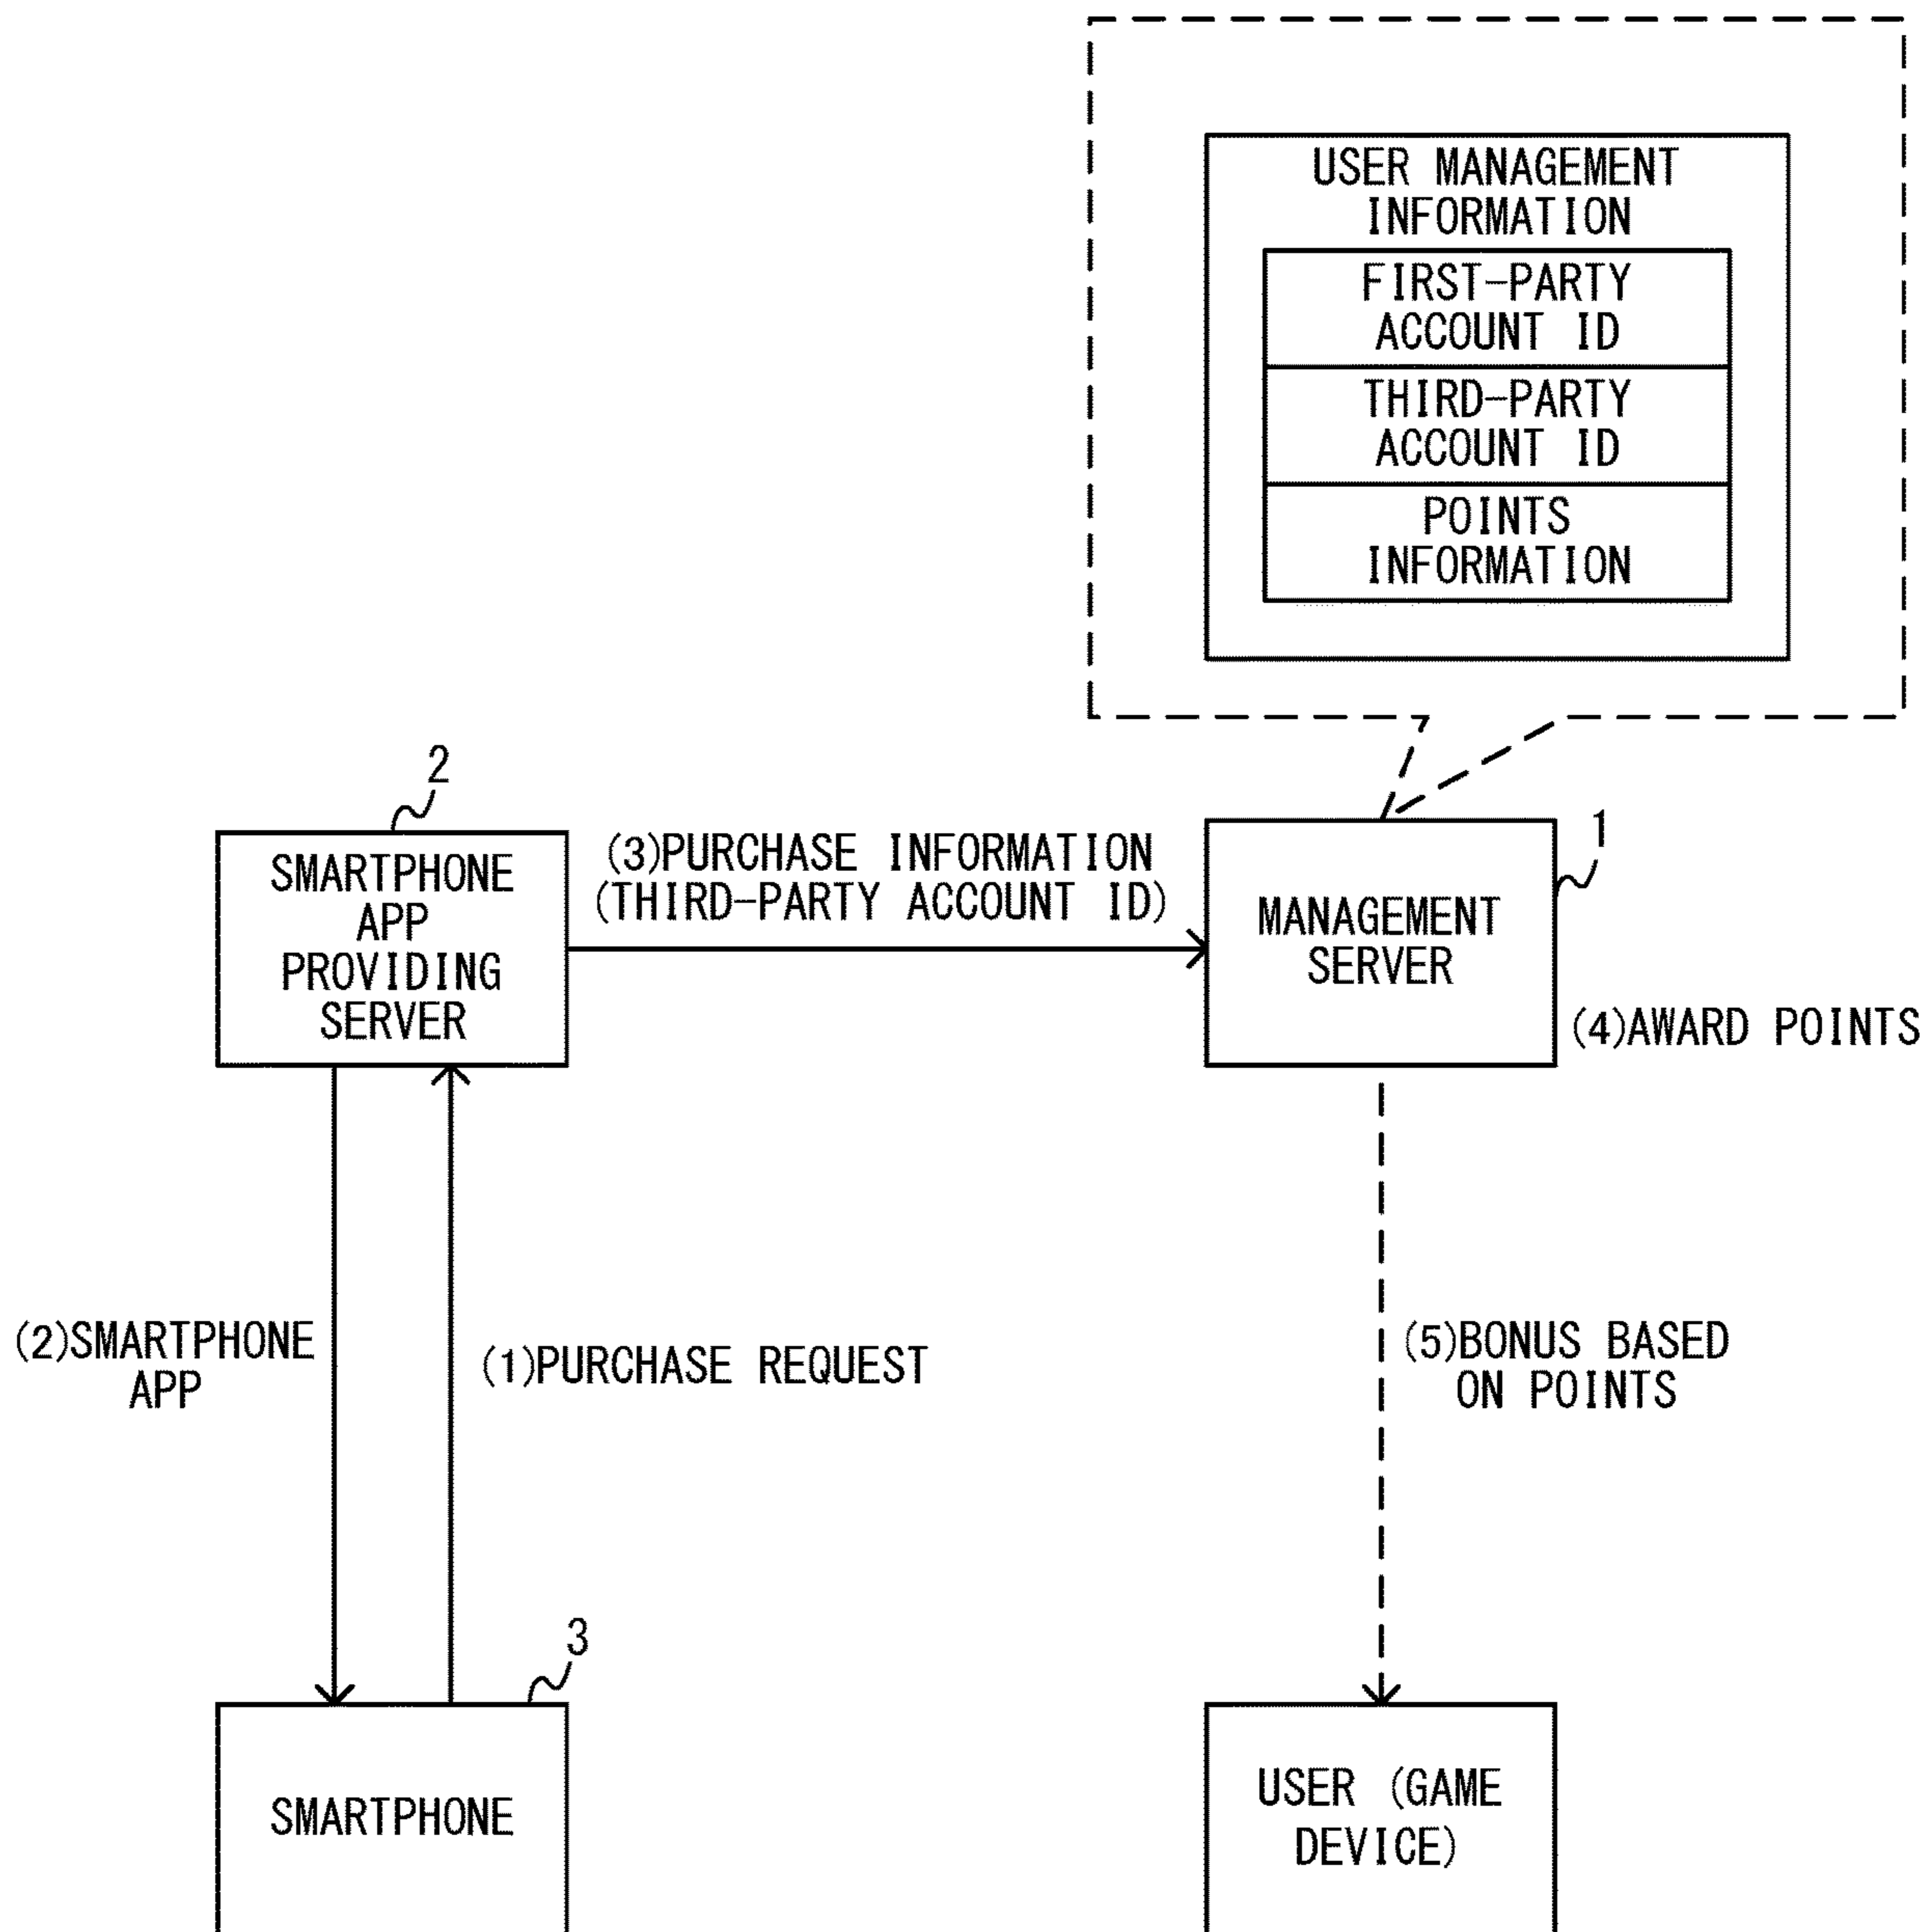 USER MANAGEMENT
INFORMATION
FIRST-PARTY
ACCOUNT ID
THIRD-PARTY
ACCOUNT ID
POINTS
INFORMATION
2
SMARTPHONE
APP
PROVIDING
SERVER
(3)PURCHASE INFORMATION
(THIRD-PARTY ACCOUNT ID)
1
MANAGEMENT
SERVER
(4)AWARD POINTS
(2)SMARTPHONE
APP
(1)PURCHASE REQUEST
(5)BONUS BASED
ON POINTS
3
SMARTPHONE
USER (GAME
DEVICE)